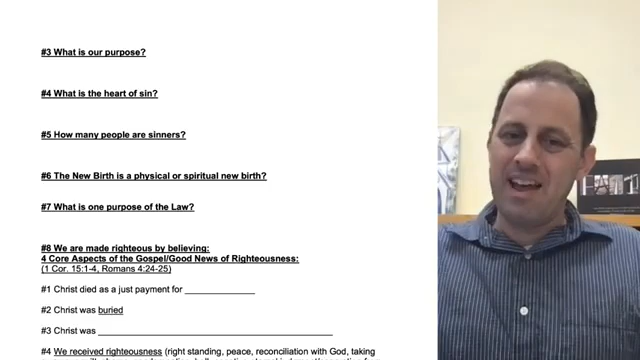 #3 What is our purpose?
#4 What is the heart of sin?
#5 How many people are sinners?
#6 The New Birth is a physical or spiritual new birth?
#7 What is one purpose of the Law?
#8 We are made righteous by believing:
4 Core Aspects of the Gospel/Good News of Righteousness:
(1 Cor. 15:1-4, Romans 4:24-25)
#1 Christ died as a just payment for ______________
#2 Christ was buried
#3 Christ was ______________________________________________
#4 We received righteousness (right standing, peace, reconciliation with God, taking